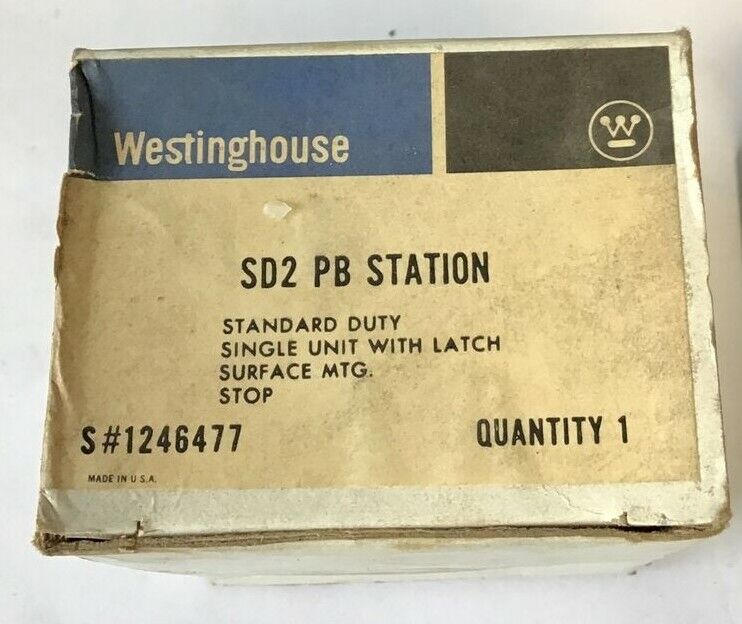 Westinghouse
W
SD2 PB STATION
STANDARD DUTY
SINGLE UNIT WITH LATCH
SURFACE MTG.
STOP
S#1246477 QUANTITY 1
MADE IN U.S.A.